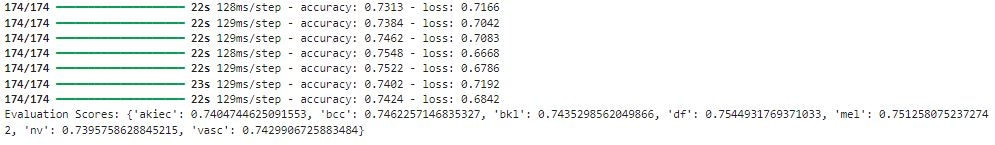 174/174 ━━━━━━━━━━━━━━━━━━━━ 22s 128ms/step - accuracy: 0.7313 - loss: 0.7166
174/174 ━━━━━━━━━━━━━━━━━━━━ 22s 129ms/step - accuracy: 0.7384 - loss: 0.7042
174/174 ━━━━━━━━━━━━━━━━━━━━ 22s 129ms/step - accuracy: 0.7462 - loss: 0.7083
174/174 ━━━━━━━━━━━━━━━━━━━━ 22s 128ms/step - accuracy: 0.7548 - loss: 0.6668
174/174 ━━━━━━━━━━━━━━━━━━━━ 22s 129ms/step - accuracy: 0.7522 - loss: 0.6786
174/174 ━━━━━━━━━━━━━━━━━━━━ 23s 129ms/step - accuracy: 0.7402 - loss: 0.7192
174/174 ━━━━━━━━━━━━━━━━━━━━ 22s 129ms/step - accuracy: 0.7424 - loss: 0.6842
Evaluation Scores: {'akiec': 0.7404744625091553, 'bcc': 0.7462257146835327, 'bkl': 0.7435298562049866, 'df': 0.7544931769371033, 'mel': 0.751258075237274
2, 'nv': 0.7395758628845215, 'vasc': 0.7429906725883484}